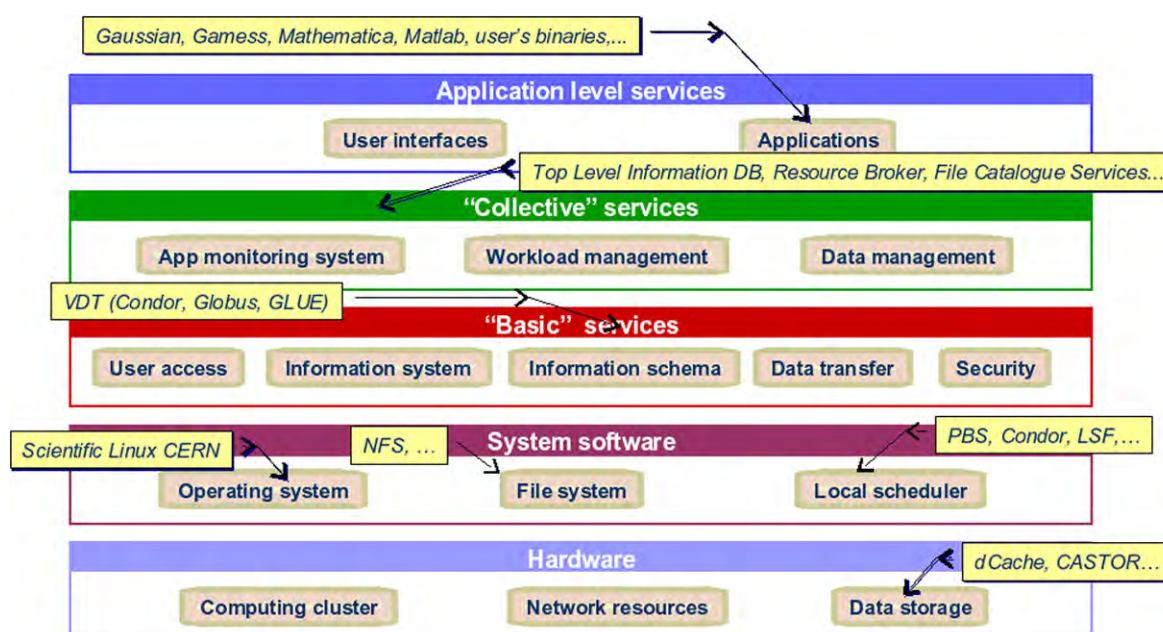 Gaussian, Gamess, Mathematica, Matlab, user's binaries,...
Application level services
User interfaces
Applications
Top Level Information DB, Resource Broker, File Catalogue Services...
“Collective” services
App monitoring system
Workload management
Data management
VDT (Condor, Globus, GLUE)
“Basic” services
User access
Information system
Information schema
Data transfer
Security
System software
Scientific Linux CERN
NFS, …
PBS, Condor, LSF,…
Operating system
File system
Local scheduler
Hardware
dCache, CASTOR…
Computing cluster
Network resources
Data storage